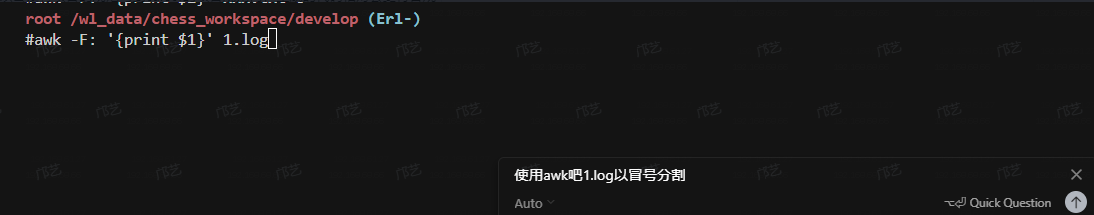 root /wl_data/chess_workspace/develop (Erl-)
#awk -F: '{print $1}' 1.log
使用awk吧1.log以冒号分割
Auto
Quick Question